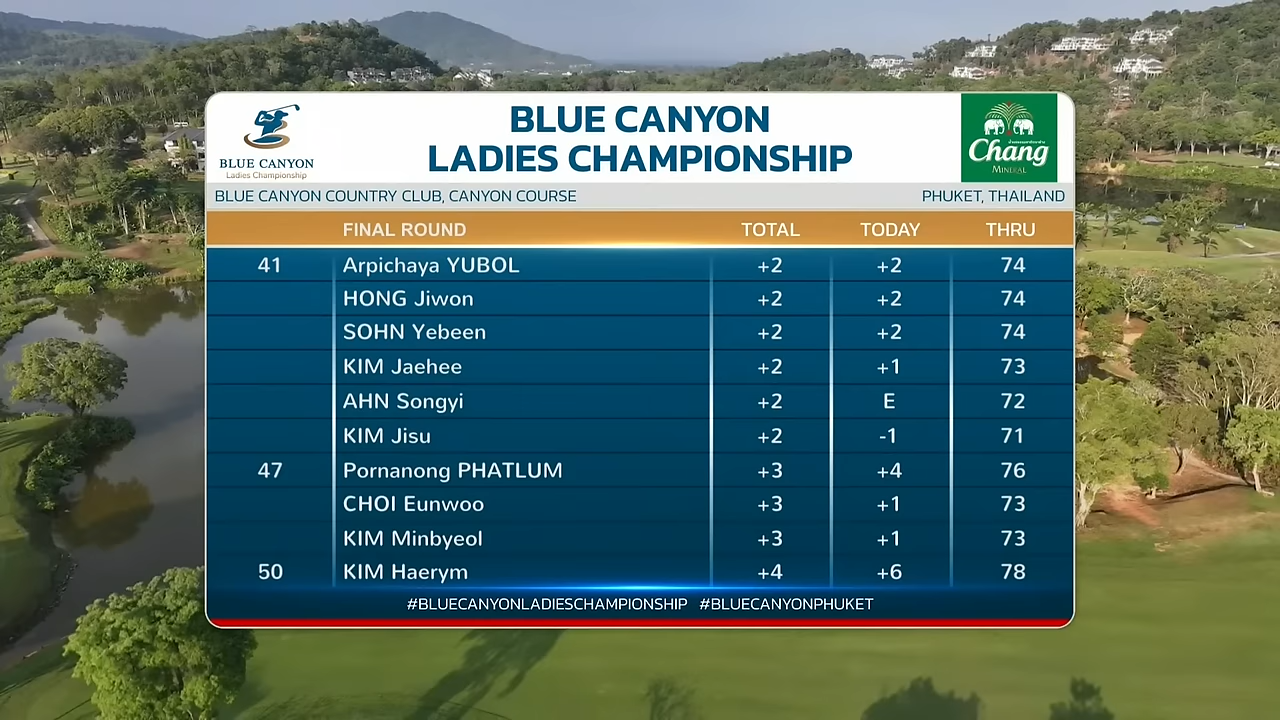 BLUE CANYON
LADIES CHAMPIONSHIP
BLUE CANYON
Ladies Championship
Chang
MINERAL
BLUE CANYON COUNTRY CLUB, CANYON COURSE PHUKET, THAILAND
FINAL ROUND TOTAL TODAY THRU
41 Arpichaya YUBOL +2 +2 74
HONG Jiwon +2 +2 74
SOHN Yebeen +2 +2 74
KIM Jaehee +2 +1 73
AHN Songyi +2 E 72
KIM Jisu +2 -1 71
47 Pornanong PHATLUM +3 +4 76
CHOI Eunwoo +3 +1 73
KIM Minbyeol +3 +1 73
50 KIM Haerym +4 +6 78
#BLUECANYONLADIESCHAMPIONSHIP #BLUECANYONPHUKET